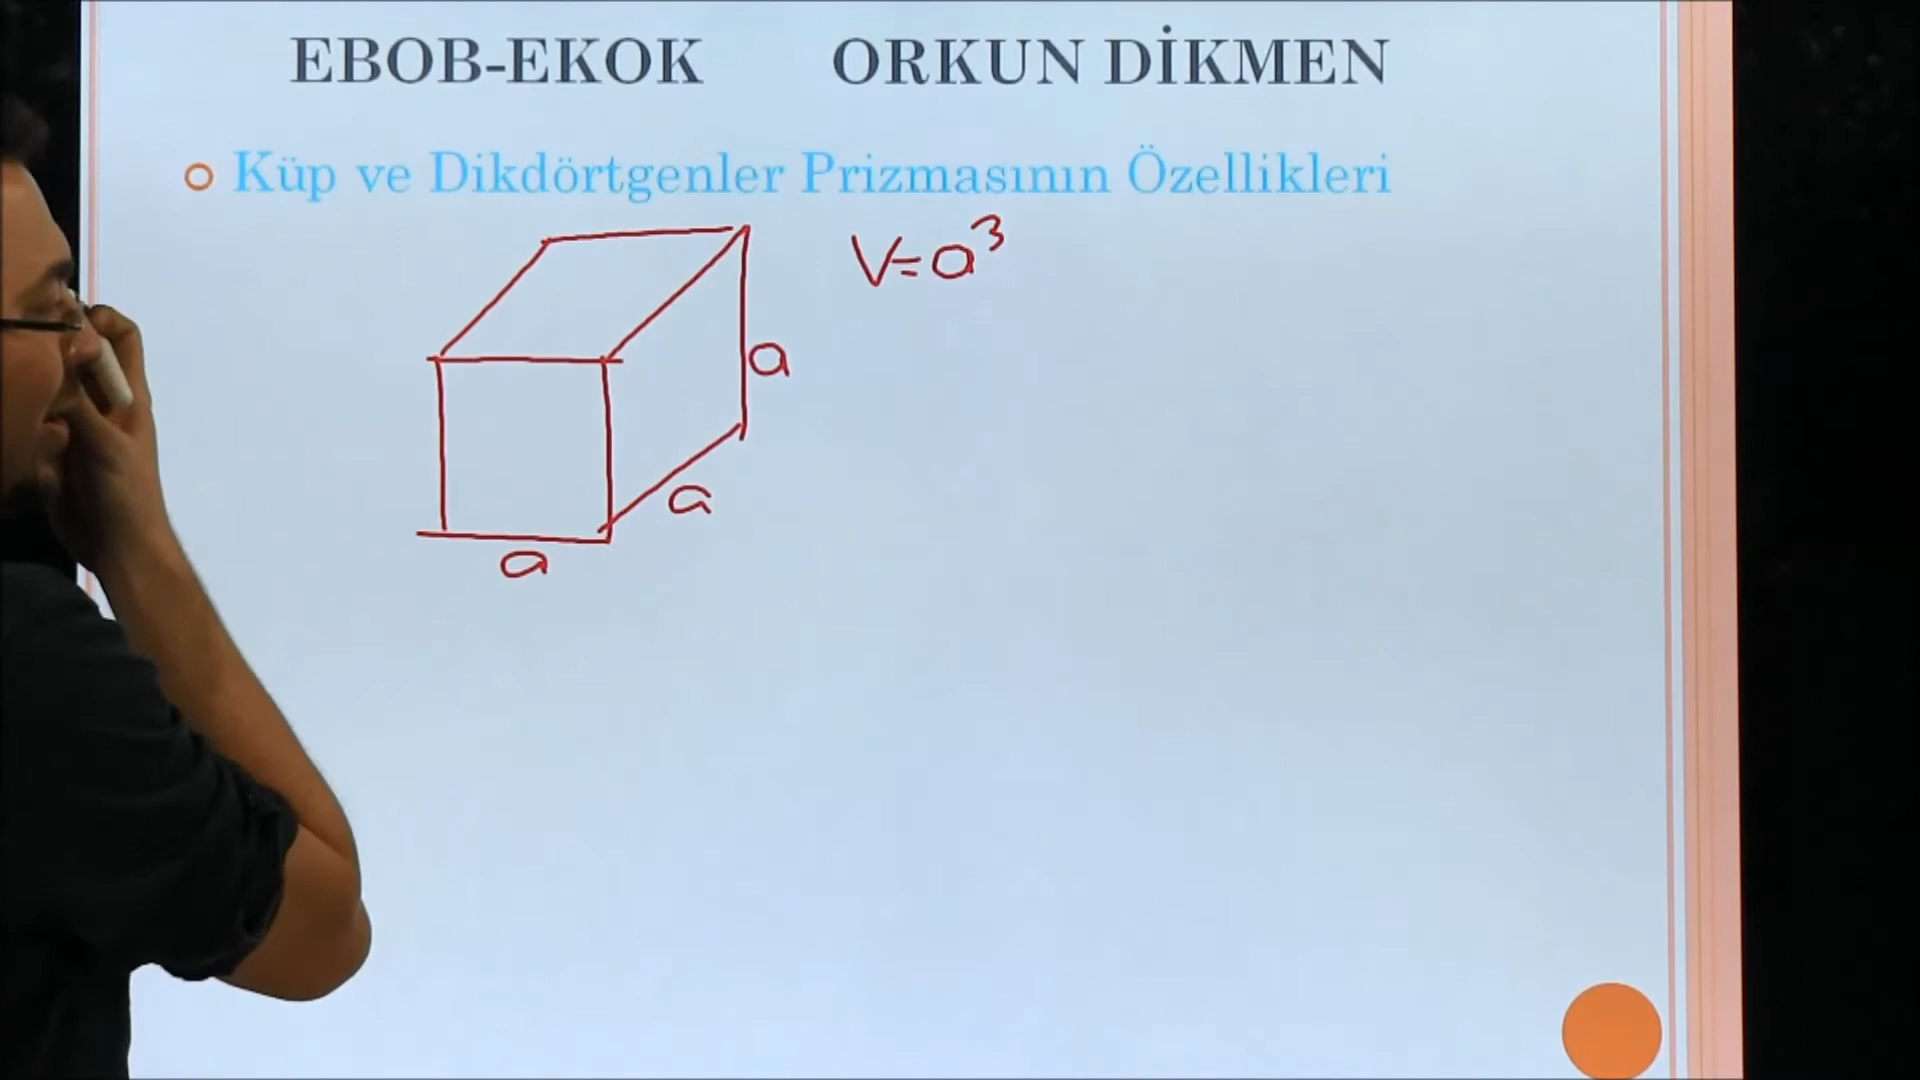 EBOB-EKOK ORKUN DİKMEN
Küp ve Dikdörtgenler Prizmasının Özellikleri
V=a³
a
a
a